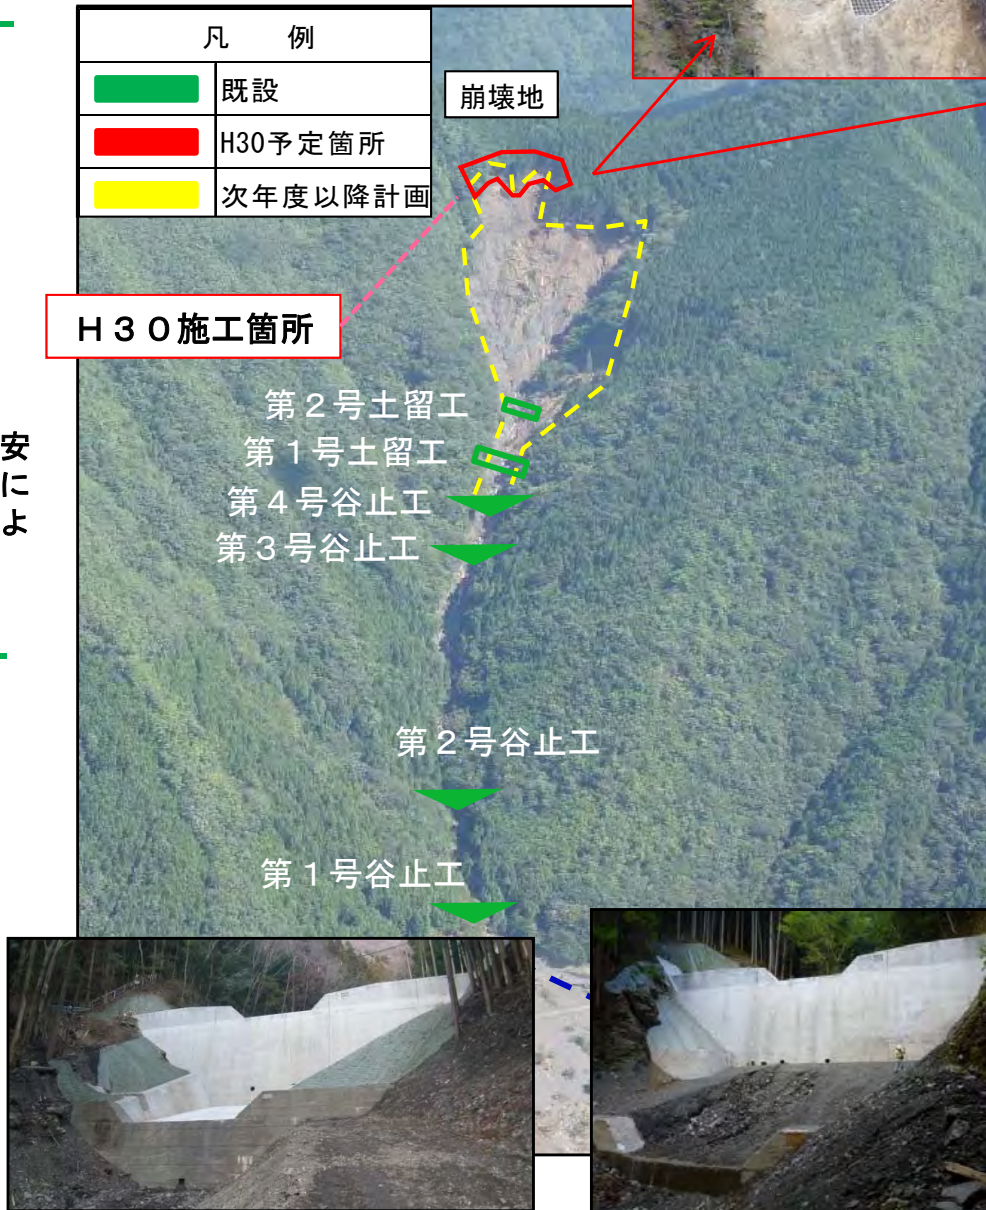 凡　例
既設
H30予定箇所
次年度以降計画
崩壊地
Ｈ３０施工箇所
第２号土留工
第１号土留工
第４号谷止工
第３号谷止工
第２号谷止工
第１号谷止工
安
に
よ